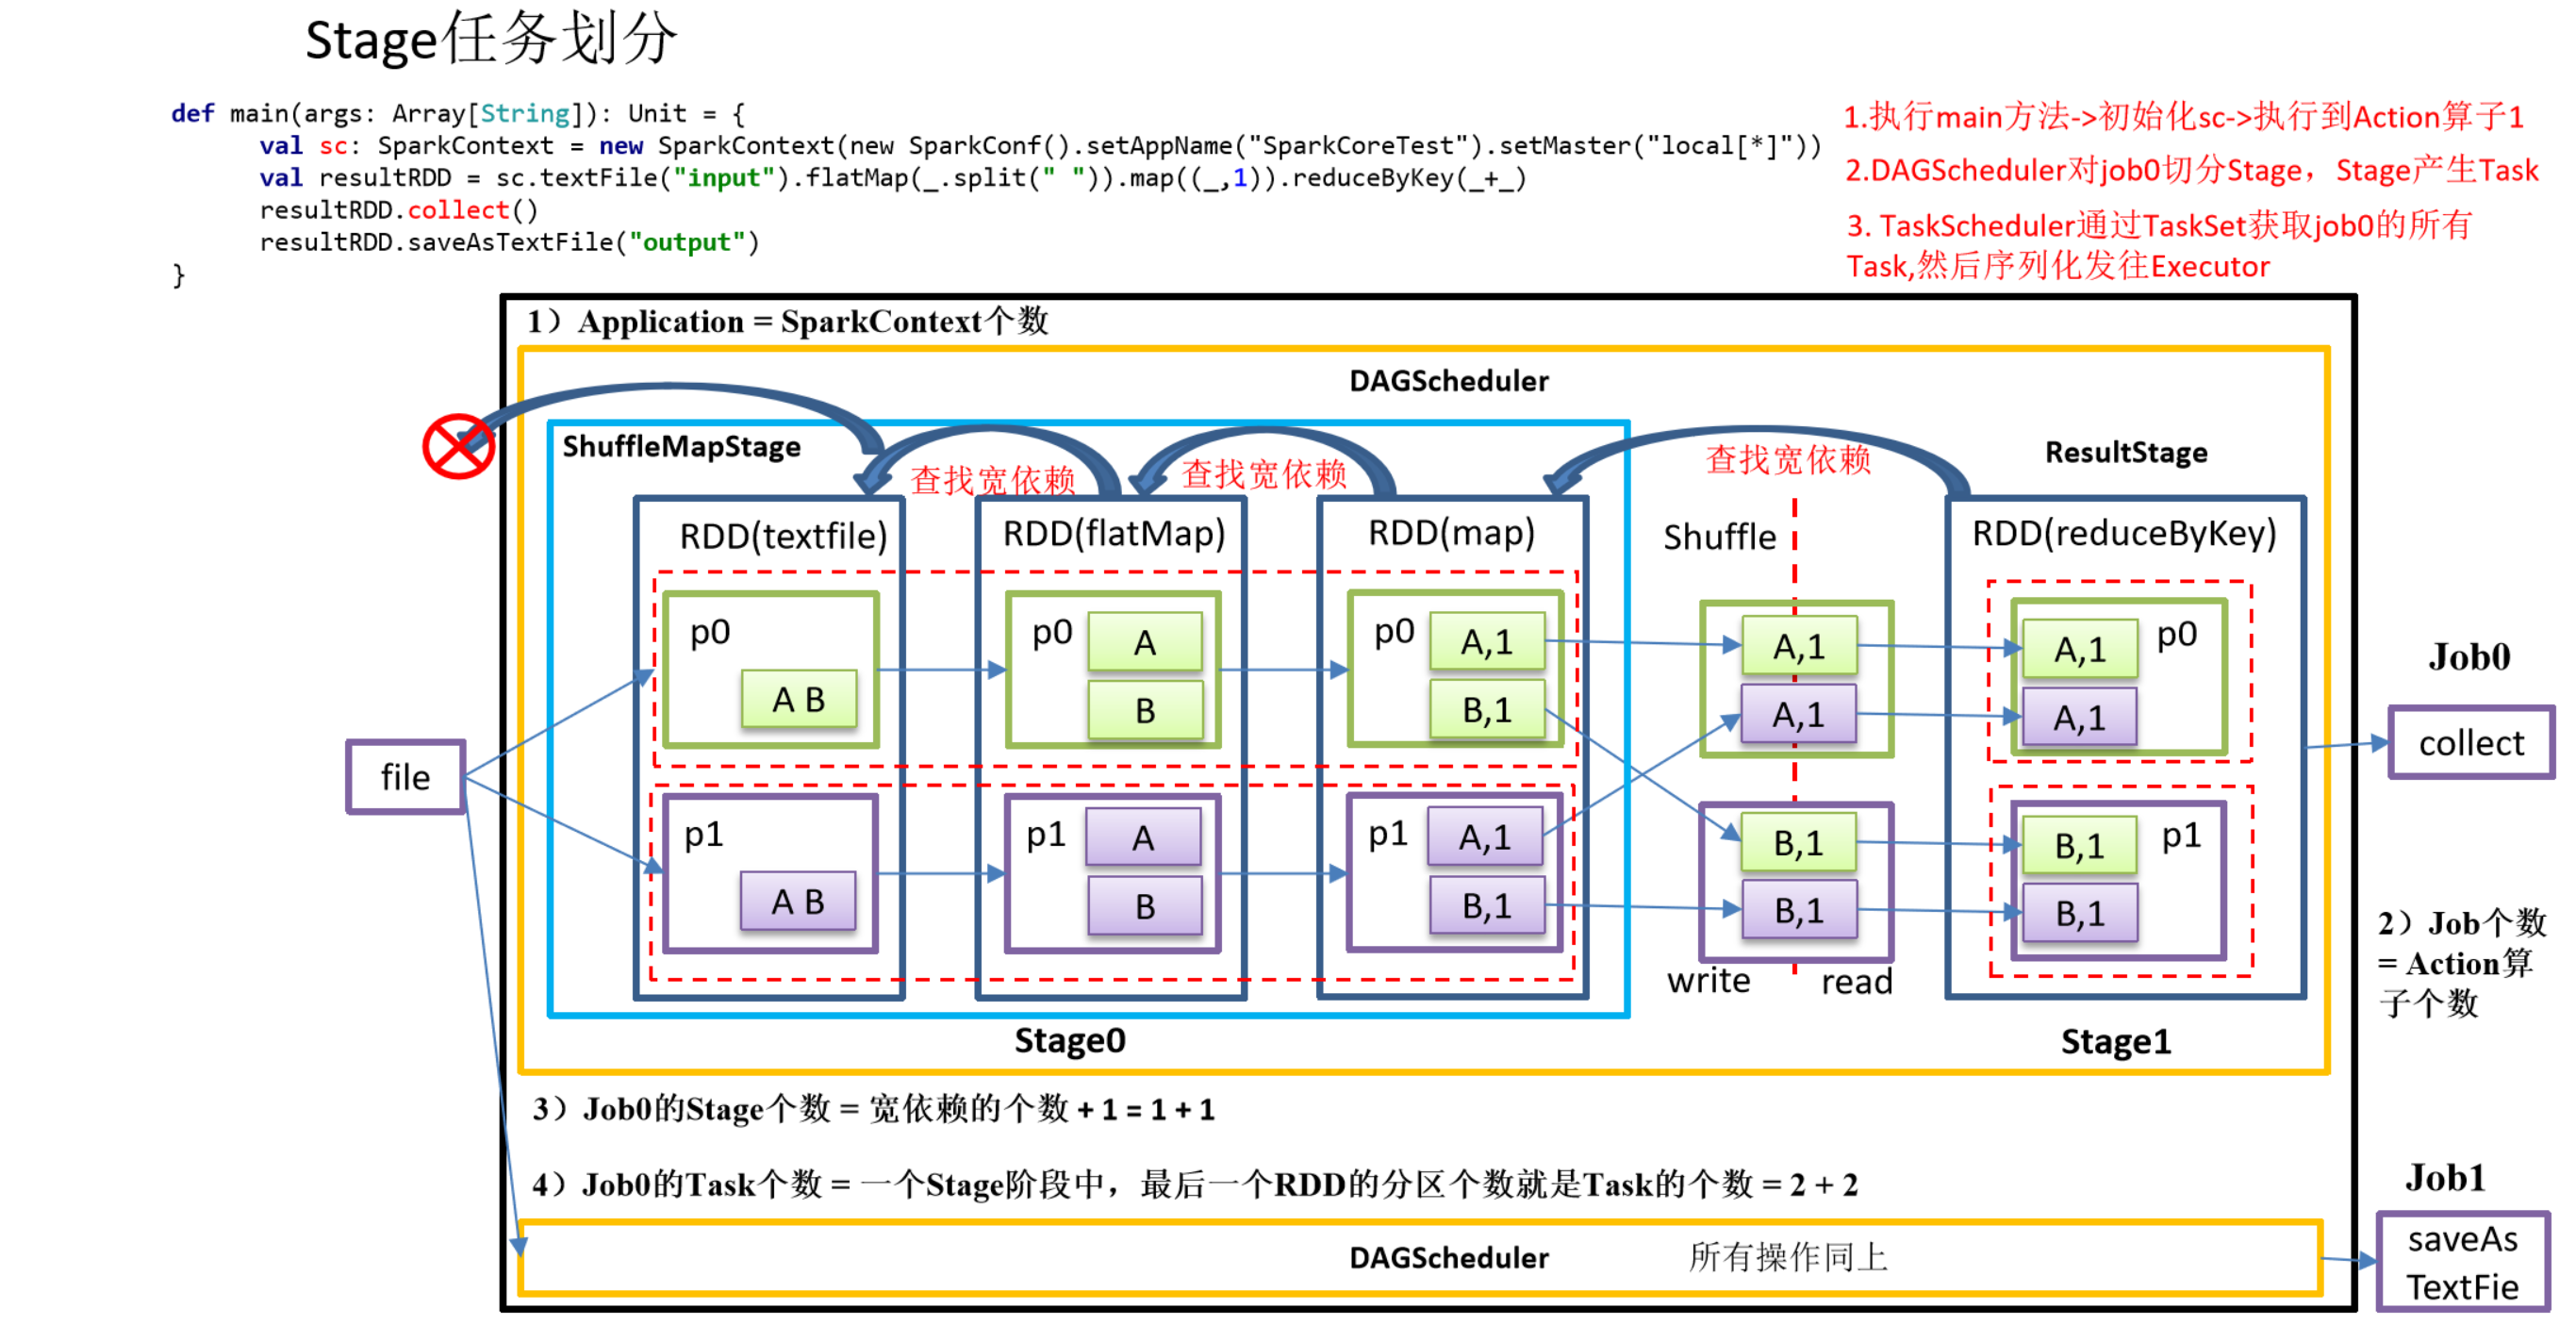 Stage任务划分
def main(args: Array[String]): Unit = {
val sc: SparkContext = new SparkContext(new SparkConf().setAppName("SparkCoreTest").setMaster("local[*]"))
val resultRDD = sc.textFile("input").flatMap(_.split(" ")).map((_,1)).reduceByKey(_+_)
resultRDD.collect()
resultRDD.saveAsTextFile("output")
}
1.执行main方法->初始化sc->执行到Action算子1
2.DAGScheduler对job0切分Stage，Stage产生Task
3. TaskScheduler通过TaskSet获取job0的所有
Task,然后序列化发往Executor
1）Application = SparkContext个数
DAGScheduler
ShuffleMapStage
查找宽依赖
查找宽依赖
查找宽依赖
ResultStage
RDD(textfile)
RDD(flatMap)
RDD(map)
Shuffle
RDD(reduceByKey)
p0
A B
p0
A
B
p0
A,1
B,1
A,1
A,1
A,1
A,1
p0
file
p1
A B
p1
A
B
p1
A,1
B,1
B,1
B,1
B,1
B,1
p1
write
read
Job0
collect
2）Job个数
= Action算
子个数
Stage0
Stage1
3）Job0的Stage个数 = 宽依赖的个数 + 1 = 1 + 1
4）Job0的Task个数 = 一个Stage阶段中，最后一个RDD的分区个数就是Task的个数 = 2 + 2
DAGScheduler
所有操作同上
Job1
saveAs
TextFie